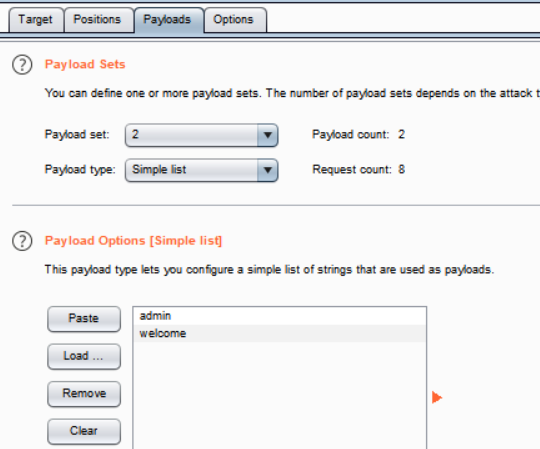 Target Positions Payloads Options
? Payload Sets
You can define one or more payload sets. The number of payload sets depends on the attack t
Payload set: 2 Payload count: 2
Payload type: Simple list Request count: 8
? Payload Options [Simple list]
This payload type lets you configure a simple list of strings that are used as payloads.
Paste
admin
welcome
Load ...
Remove
Clear